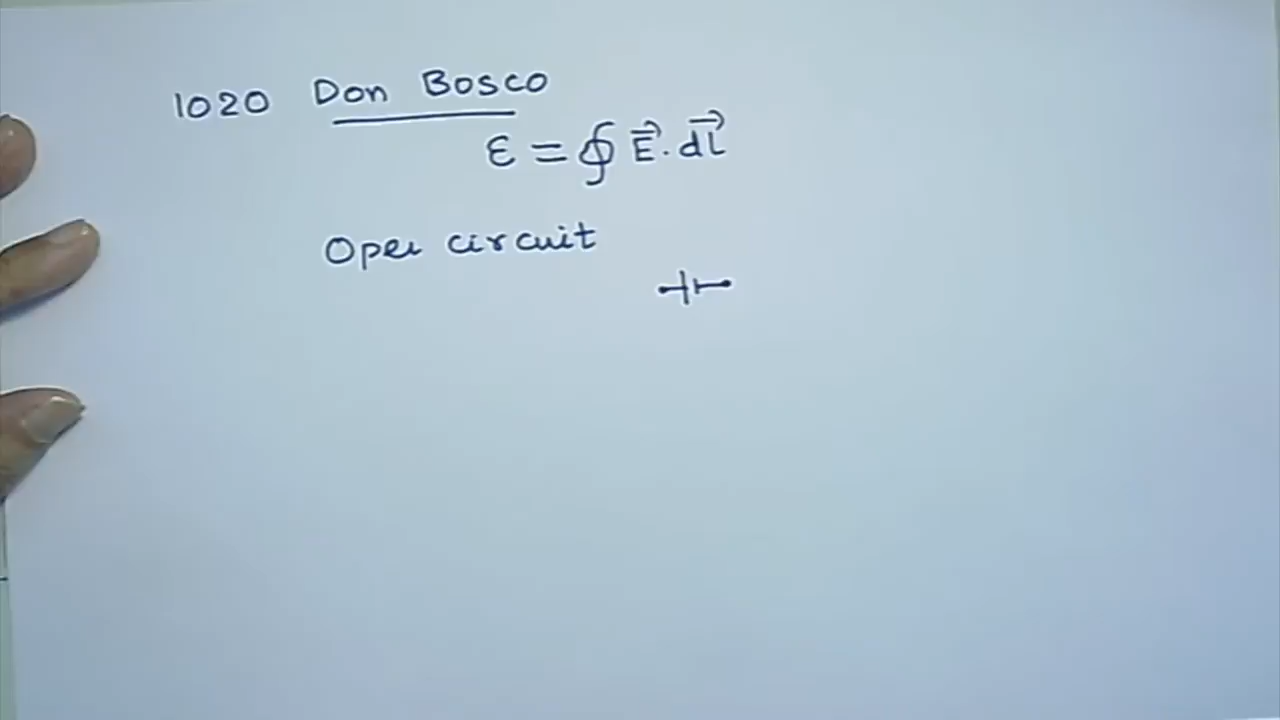 1020 Don Bosco
ε = ∮ E⃗ . dl⃗
Open circuit